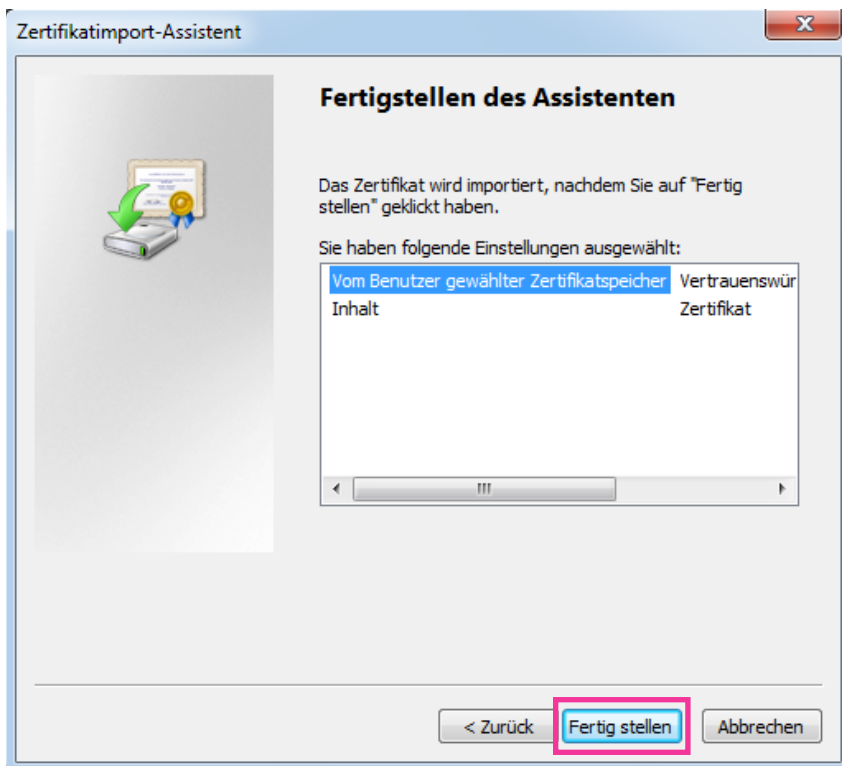 Zertifikatimport-Assistent
Fertigstellen des Assistenten
Das Zertifikat wird importiert, nachdem Sie auf "Fertig
stellen" geklickt haben.
Sie haben folgende Einstellungen ausgewählt:
Vom Benutzer gewählter Zertifikatspeicher Vertrauenswür
Inhalt Zertifikat
< Zurück Fertig stellen Abbrechen